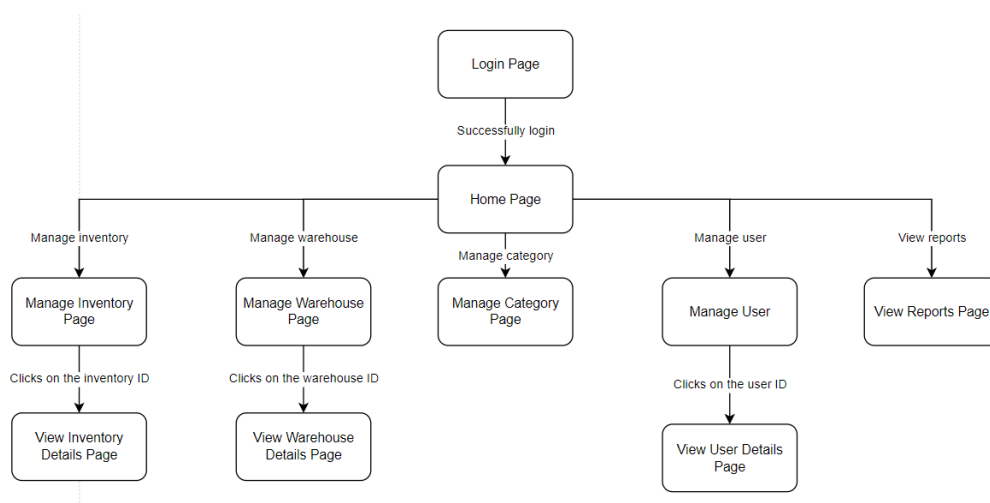 Login Page
Successfully login
Home Page
Manage inventory
Manage warehouse
Manage category
Manage user
View reports
Manage Inventory
Page
Manage Warehouse
Page
Manage Category
Page
Manage User
View Reports Page
Clicks on the inventory ID
Clicks on the warehouse ID
Clicks on the user ID
View Inventory
Details Page
View Warehouse
Details Page
View User Details
Page